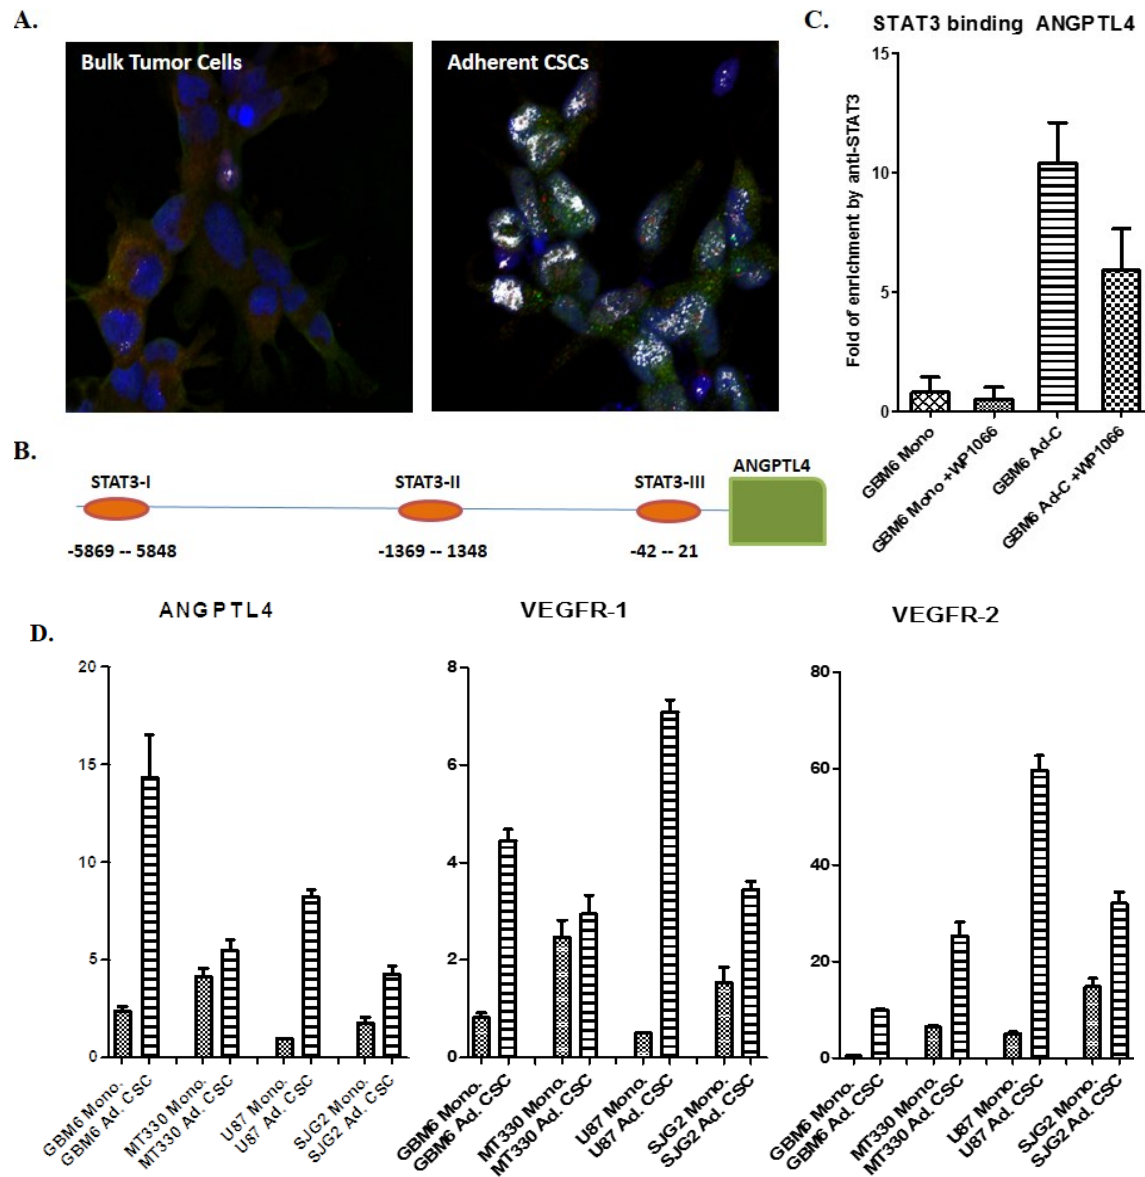 A.
Bulk Tumor Cells
Adherent CSCs
C.
STAT3 binding ANGPTL4
Fold of enrichment by anti-STAT3
15
10
5
0
GBM6 Mono
GBM6 Mono +WP1066
GBM6 Ad-C
GBM6 Ad-C +WP1066
B.
STAT3-I
STAT3-II
STAT3-III
ANGPTL4
-5869 -- 5848
-1369 -- 1348
-42 -- 21
D.
ANGPTL4
20
15
10
5
0
GBM6 Mono.
GBM6 Ad. CSC
MT330 Mono.
MT330 Ad. CSC
U87 Mono.
U87 Ad. CSC
SJG2 Mono.
SJG2 Ad. CSC
VEGFR-1
8
6
4
2
0
GBM6 Mono.
GBM6 Ad. CSC
MT330 Mono.
MT330 Ad. CSC
U87 Mono.
U87 Ad. CSC
SJG2 Mono.
SJG2 Ad. CSC
VEGFR-2
80
60
40
20
0
GBM6 Mono.
GBM6 Ad. CSC
MT330 Mono.
MT330 Ad. CSC
U87 Mono.
U87 Ad. CSC
SJG2 Mono.
SJG2 Ad. CSC